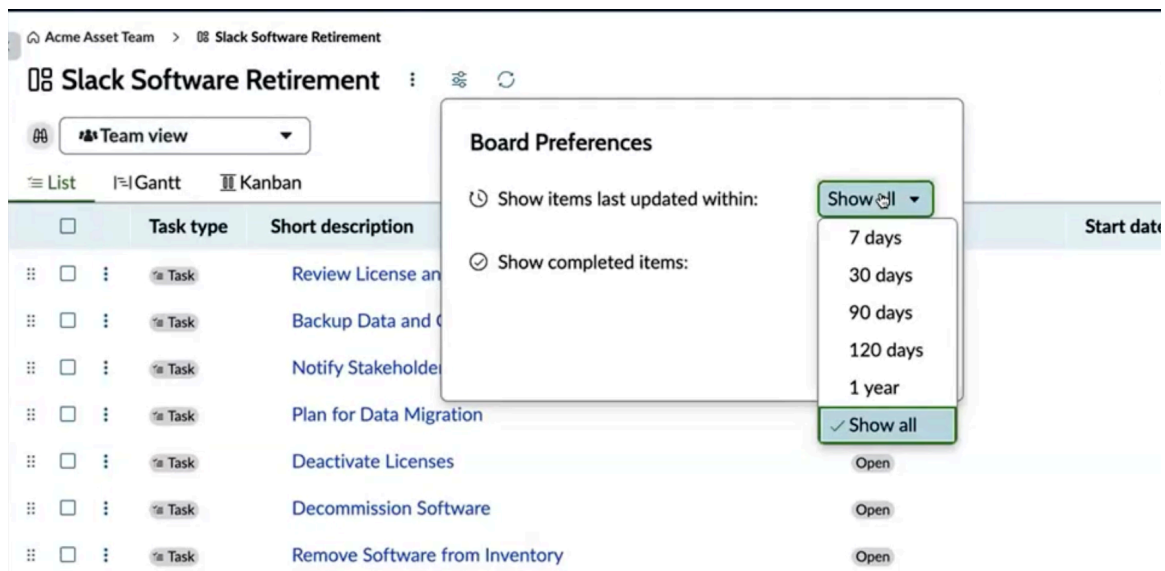 Acme Asset Team > Slack Software Retirement
Slack Software Retirement
Team view
Board Preferences
List Gantt Kanban
Show items last updated within: Show all
Task type Short description Start date
7 days
Show completed items:
Task Review License an
30 days
Task Backup Data and
90 days
120 days
Task Notify Stakeholder
1 year
Task Plan for Data Migration
Show all
Task Deactivate Licenses Open
Task Decommission Software Open
Task Remove Software from Inventory Open